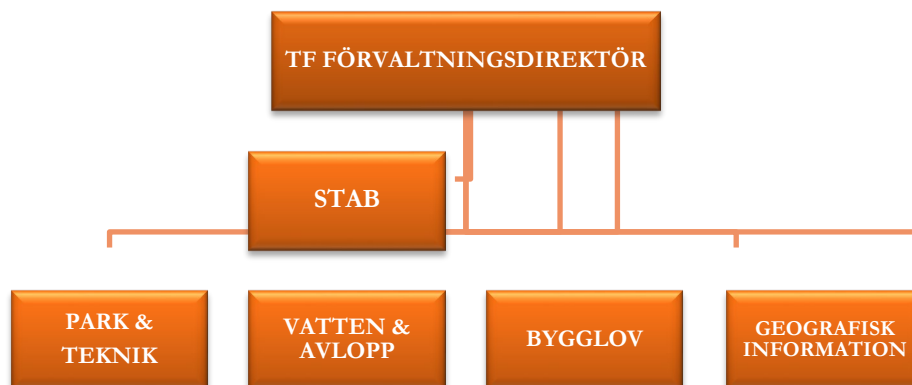 TF FÖRVALTNINGSDIREKTÖR
STAB
PARK &
TEKNIK
VATTEN &
AVLOPP
BYGGLOV
GEOGRAFISK
INFORMATION